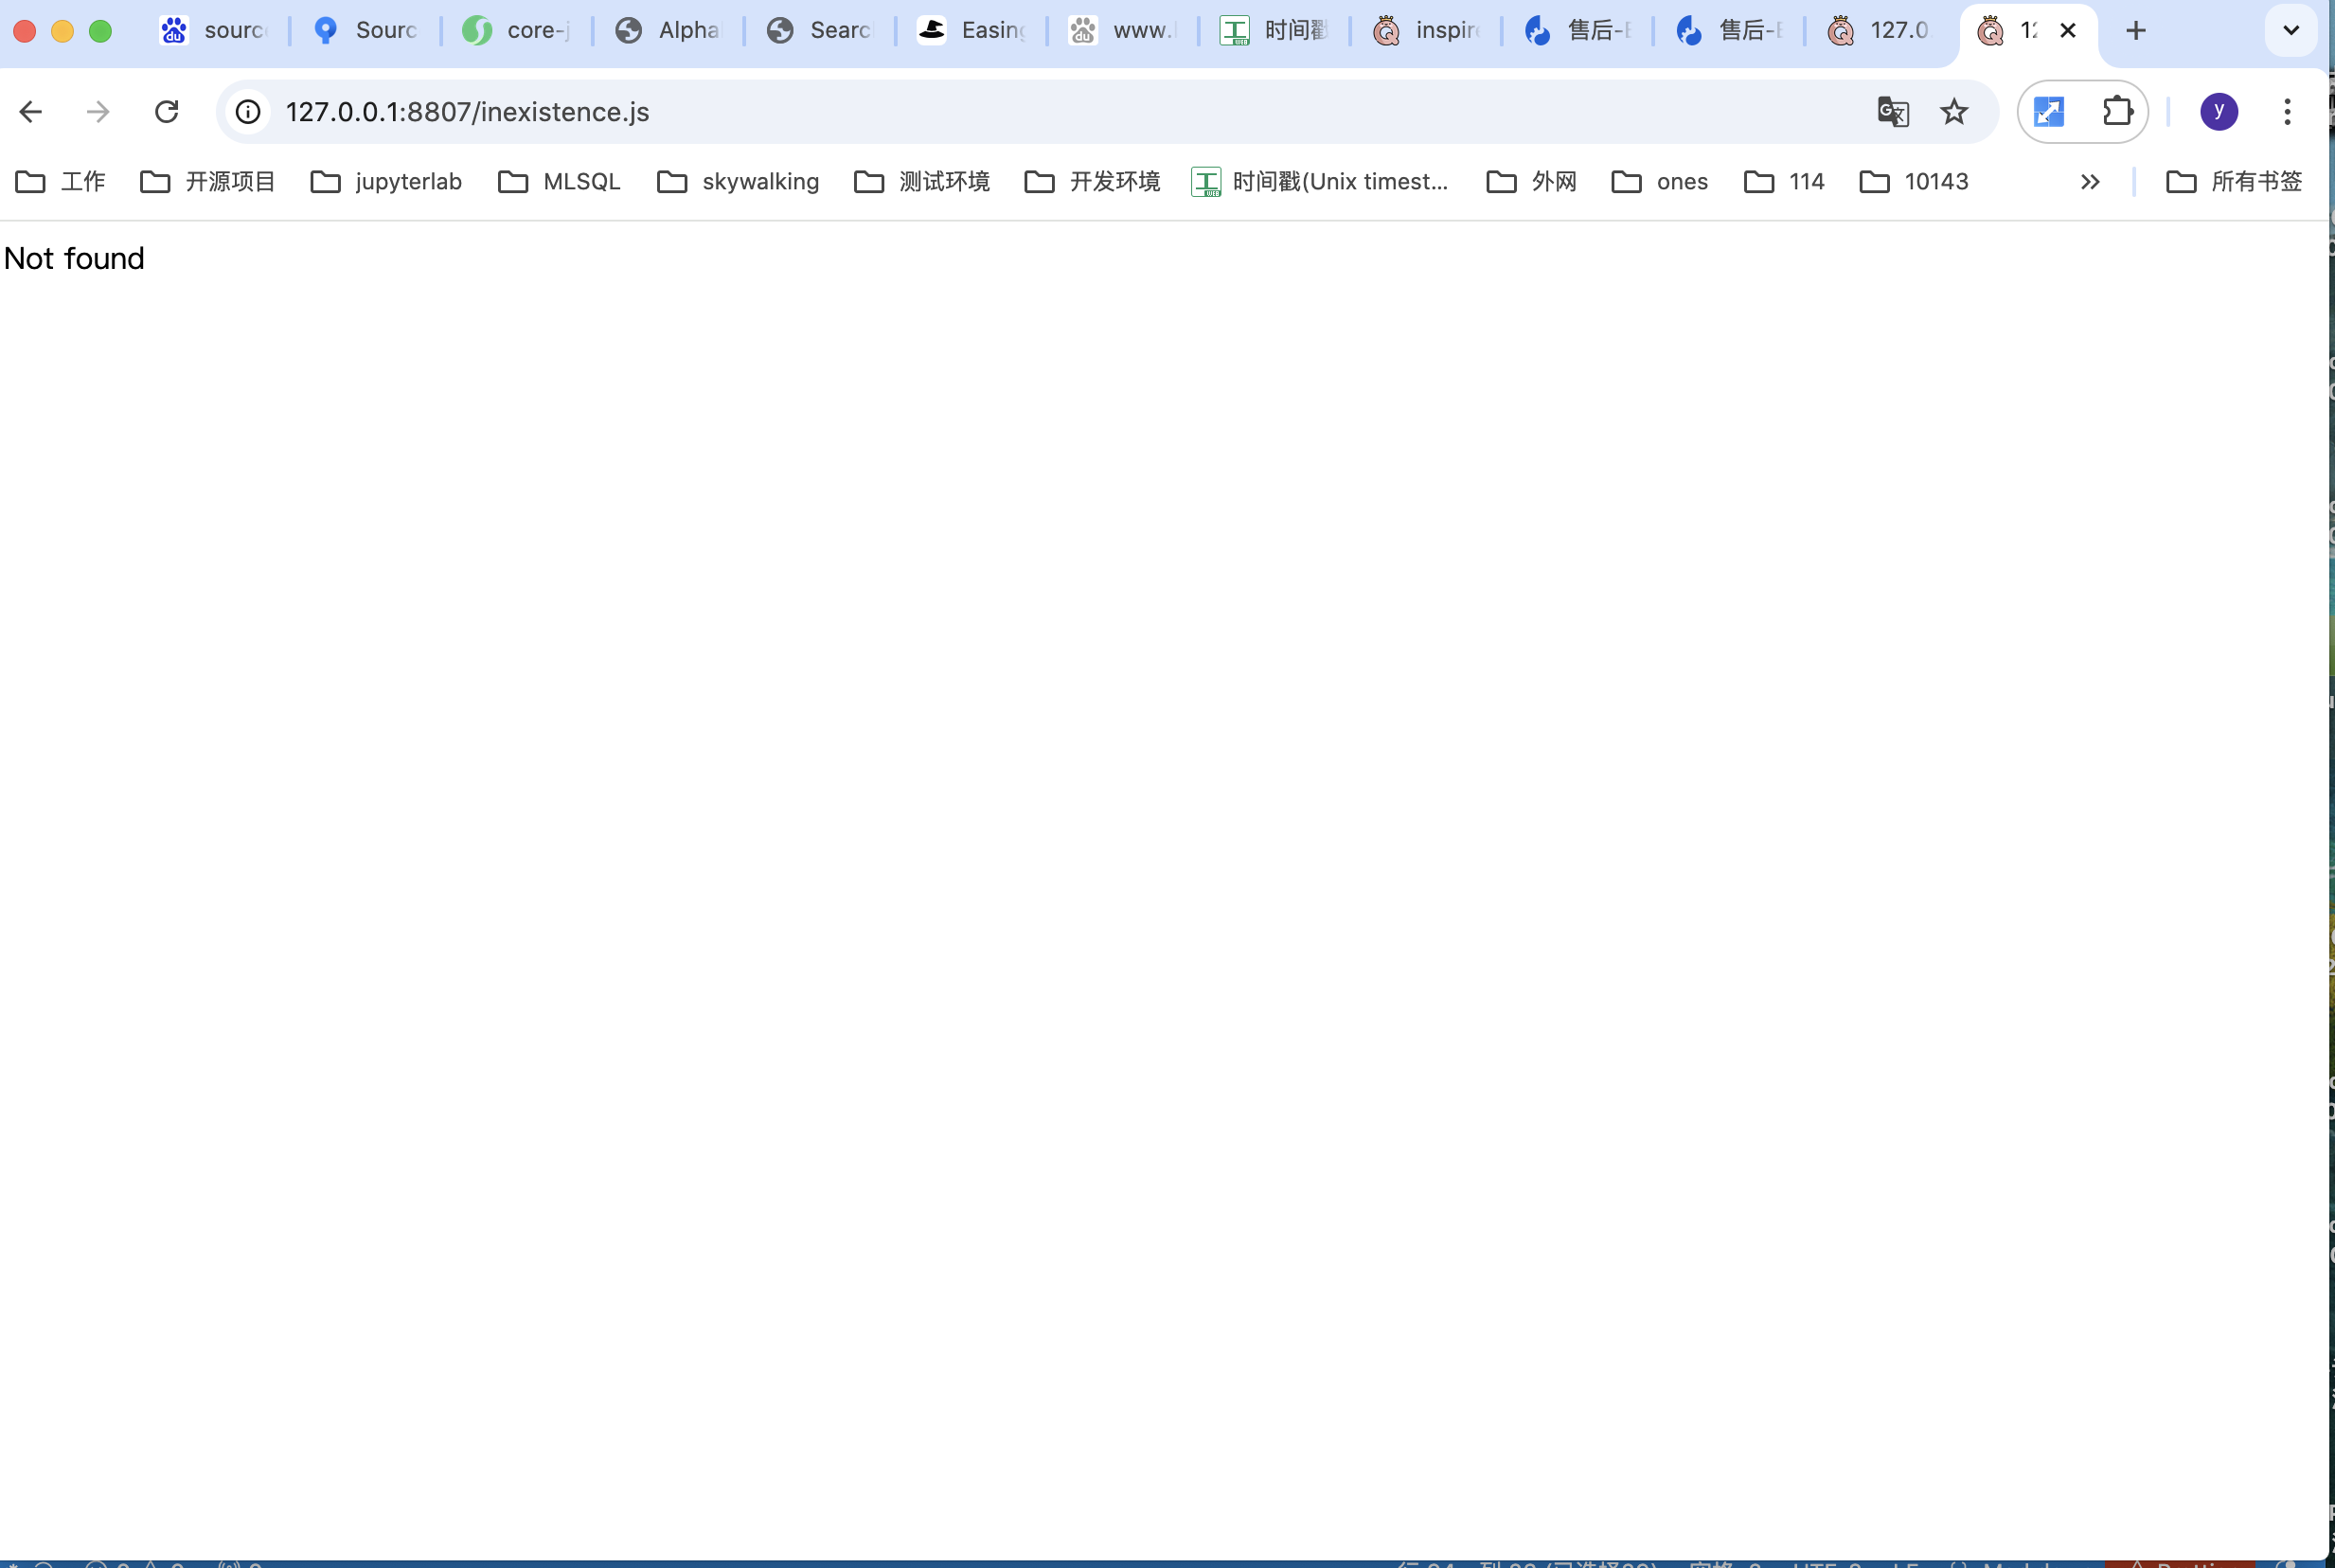 sourc Sourc core-j Alpha Searc Easing www. 时间戳 inspire 售后-E 售后-E 127.0 12
127.0.0.1:8807/inexistence.js y
工作 开源项目 jupyterlab MLSQL skywalking 测试环境 开发环境 时间戳(Unix timest... 外网 ones 114 10143 所有书签
Not found